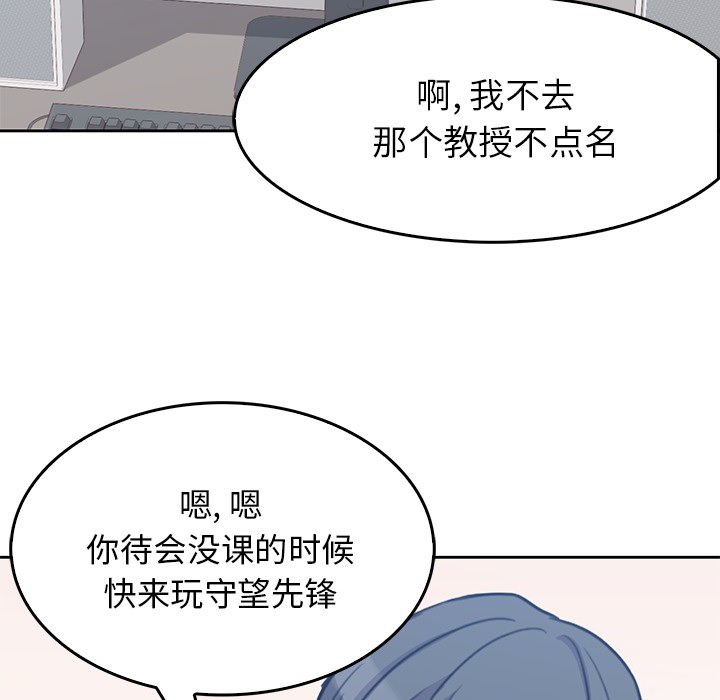 啊, 我不去
那个教授不点名
嗯, 嗯
你待会没课的时候
快来玩守望先锋